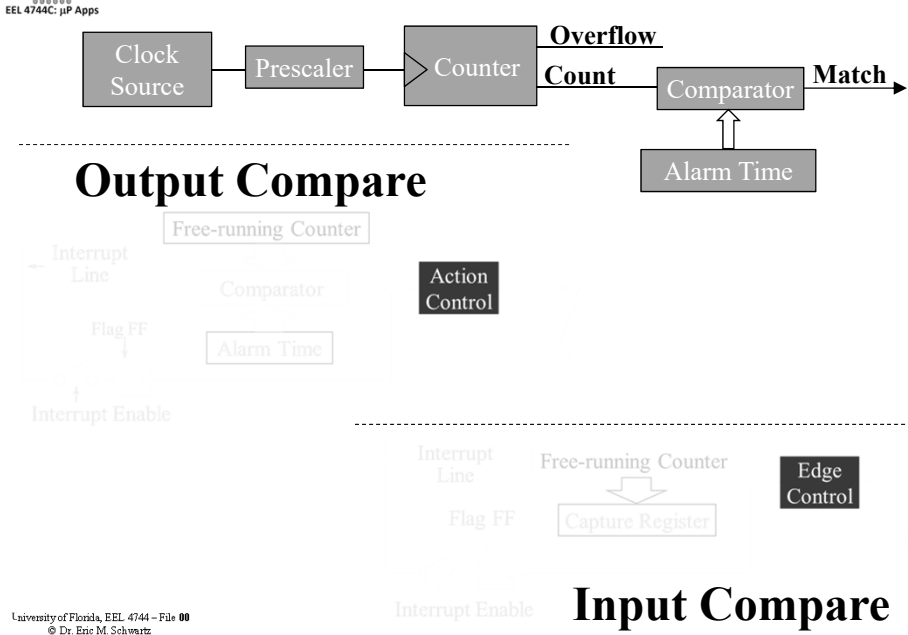 EEL 4744C: µP Apps
Clock
Source
Prescaler
Counter
Overflow
Count
Comparator
Match
Alarm Time
Output Compare
Free-running Counter
Interrupt
Line
Comparator
Action
Control
Flag FF
Alarm Time
Interrupt Enable
Interrupt
Line
Free-running Counter
Edge
Control
Flag FF
Capture Register
Interrupt Enable
Input Compare
University of Florida, EEL 4744 – File 00
© Dr. Eric M. Schwartz